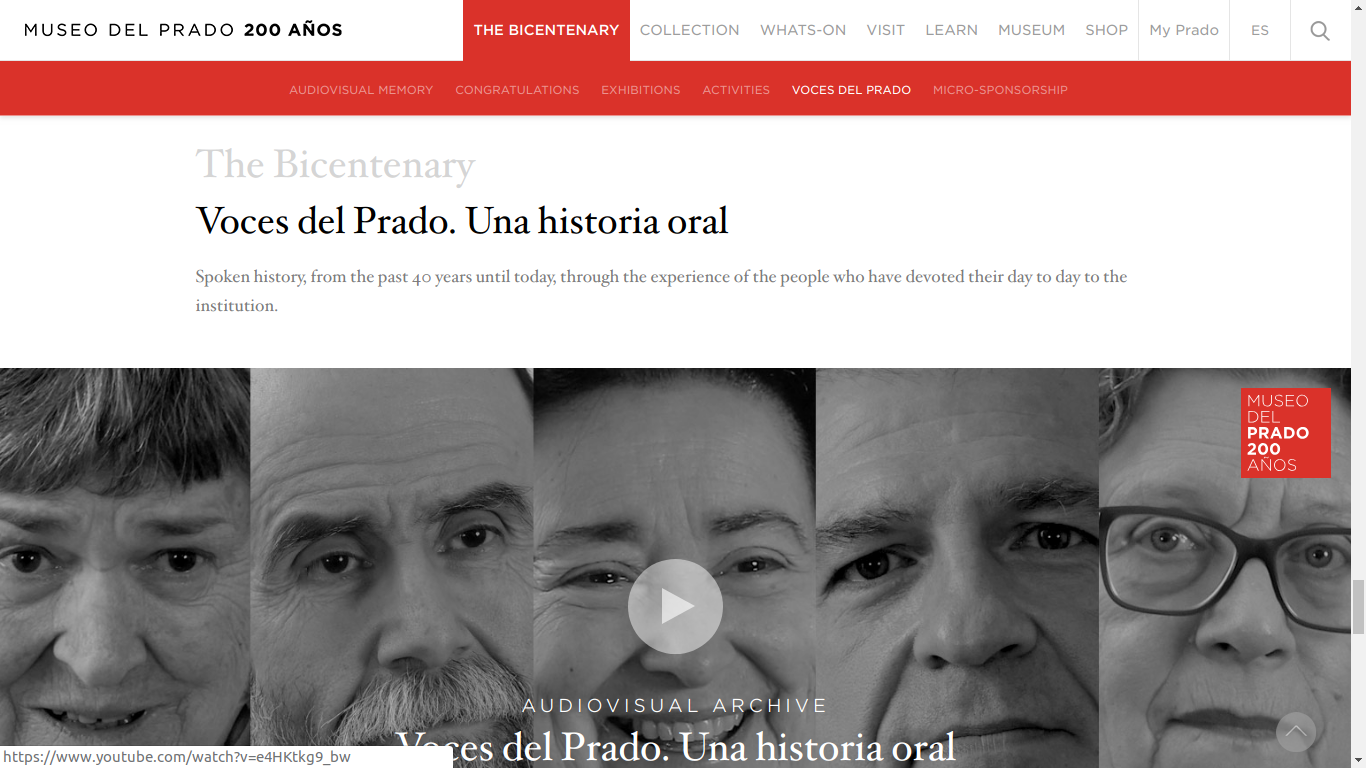 MUSEO DEL PRADO 200 AÑOS
THE BICENTENARY COLLECTION WHATS-ON VISIT LEARN MUSEUM SHOP My Prado ES
AUDIOVISUAL MEMORY CONGRATULATIONS EXHIBITIONS ACTIVITIES VOCES DEL PRADO MICRO-SPONSORSHIP
The Bicentenary
Voces del Prado. Una historia oral
Spoken history, from the past 40 years until today, through the experience of the people who have devoted their day to day to the
institution.
MUSEO
DEL
PRADO
200
AÑOS
AUDIOVISUAL ARCHIVE
Voces del Prado. Una historia oral
https://www.youtube.com/watch?v=e4HKtkg9_bw